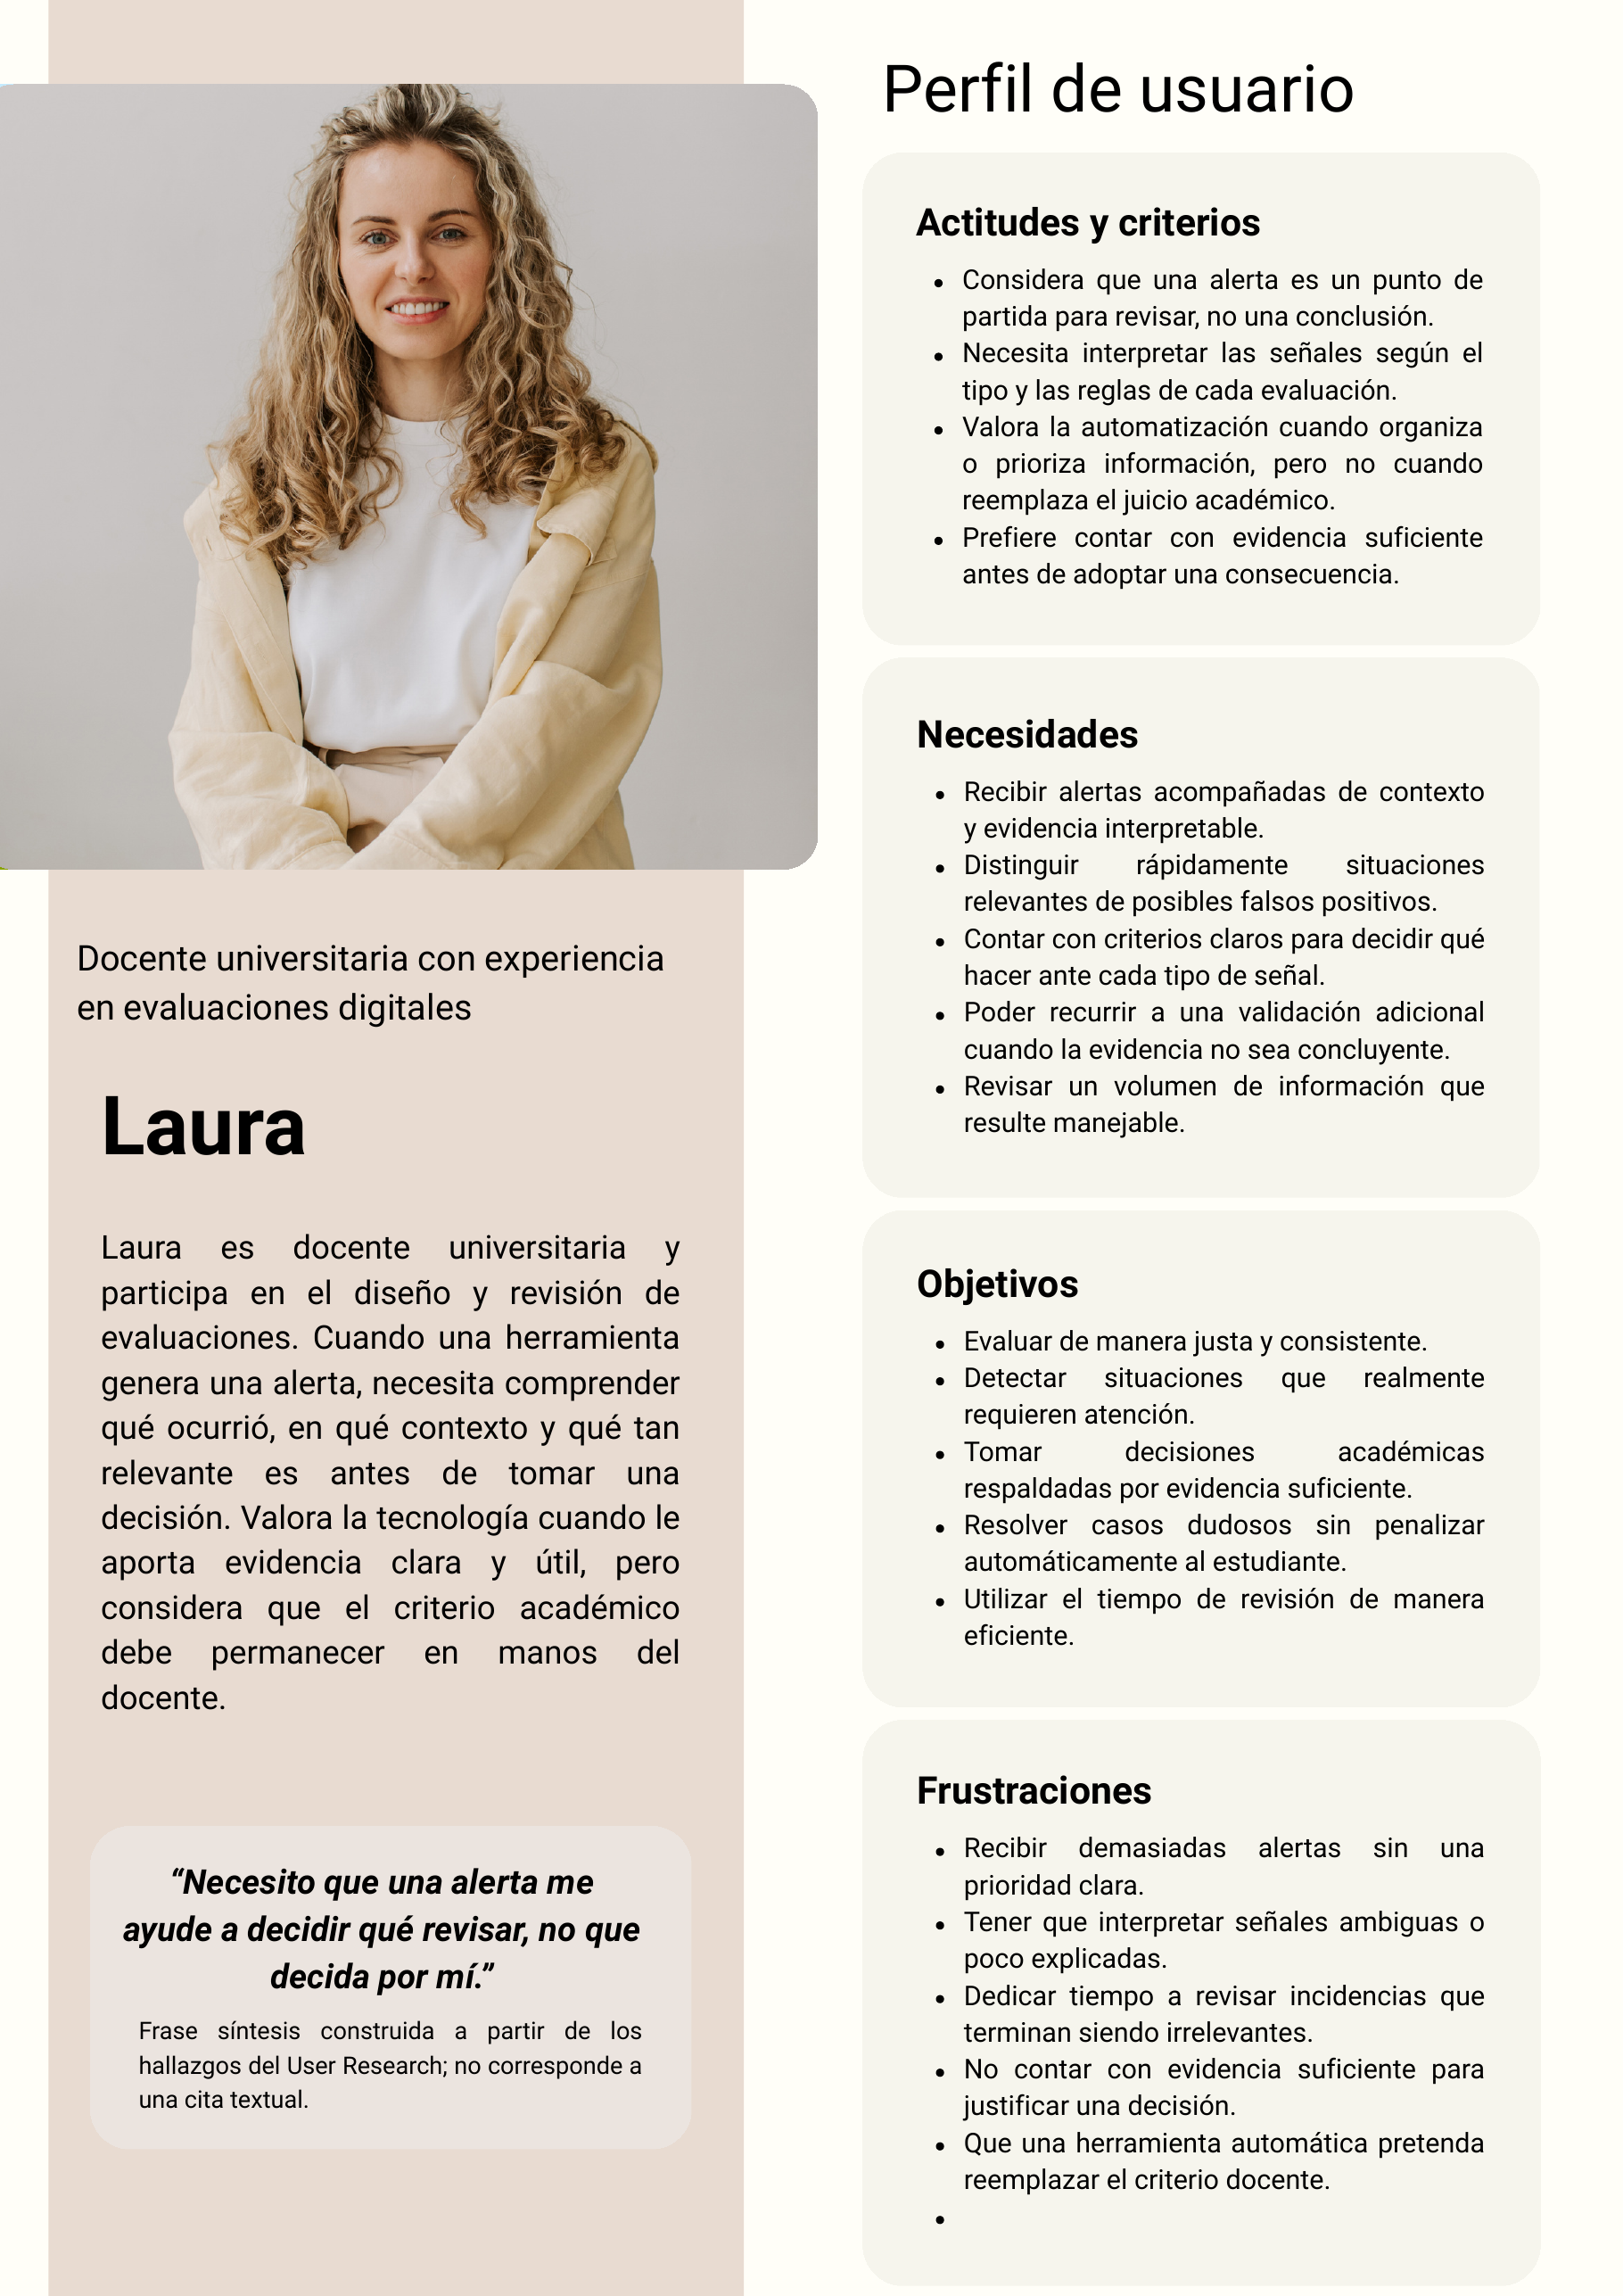 Perfil de usuario
Docente universitaria con experiencia
en evaluaciones digitales
Laura
Laura es docente universitaria y
participa en el diseño y revisión de
evaluaciones. Cuando una herramienta
genera una alerta, necesita comprender
qué ocurrió, en qué contexto y qué tan
relevante es antes de tomar una
decisión. Valora la tecnología cuando le
aporta evidencia clara y útil, pero
considera que el criterio académico
debe permanecer en manos del
docente.
“Necesito que una alerta me
ayude a decidir qué revisar, no que
decida por mí.”
Frase síntesis construida a partir de los
hallazgos del User Research; no corresponde a
una cita textual.
Actitudes y criterios
• Considera que una alerta es un punto de
partida para revisar, no una conclusión.
• Necesita interpretar las señales según el
tipo y las reglas de cada evaluación.
• Valora la automatización cuando organiza
o prioriza información, pero no cuando
reemplaza el juicio académico.
• Prefiere contar con evidencia suficiente
antes de adoptar una consecuencia.
Necesidades
• Recibir alertas acompañadas de contexto
y evidencia interpretable.
• Distinguir rápidamente situaciones
relevantes de posibles falsos positivos.
• Contar con criterios claros para decidir qué
hacer ante cada tipo de señal.
• Poder recurrir a una validación adicional
cuando la evidencia no sea concluyente.
• Revisar un volumen de información que
resulte manejable.
Objetivos
• Evaluar de manera justa y consistente.
• Detectar situaciones que realmente
requieren atención.
• Tomar decisiones académicas
respaldadas por evidencia suficiente.
• Resolver casos dudosos sin penalizar
automáticamente al estudiante.
• Utilizar el tiempo de revisión de manera
eficiente.
Frustraciones
• Recibir demasiadas alertas sin una
prioridad clara.
• Tener que interpretar señales ambiguas o
poco explicadas.
• Dedicar tiempo a revisar incidencias que
terminan siendo irrelevantes.
• No contar con evidencia suficiente para
justificar una decisión.
• Que una herramienta automática pretenda
reemplazar el criterio docente.
•